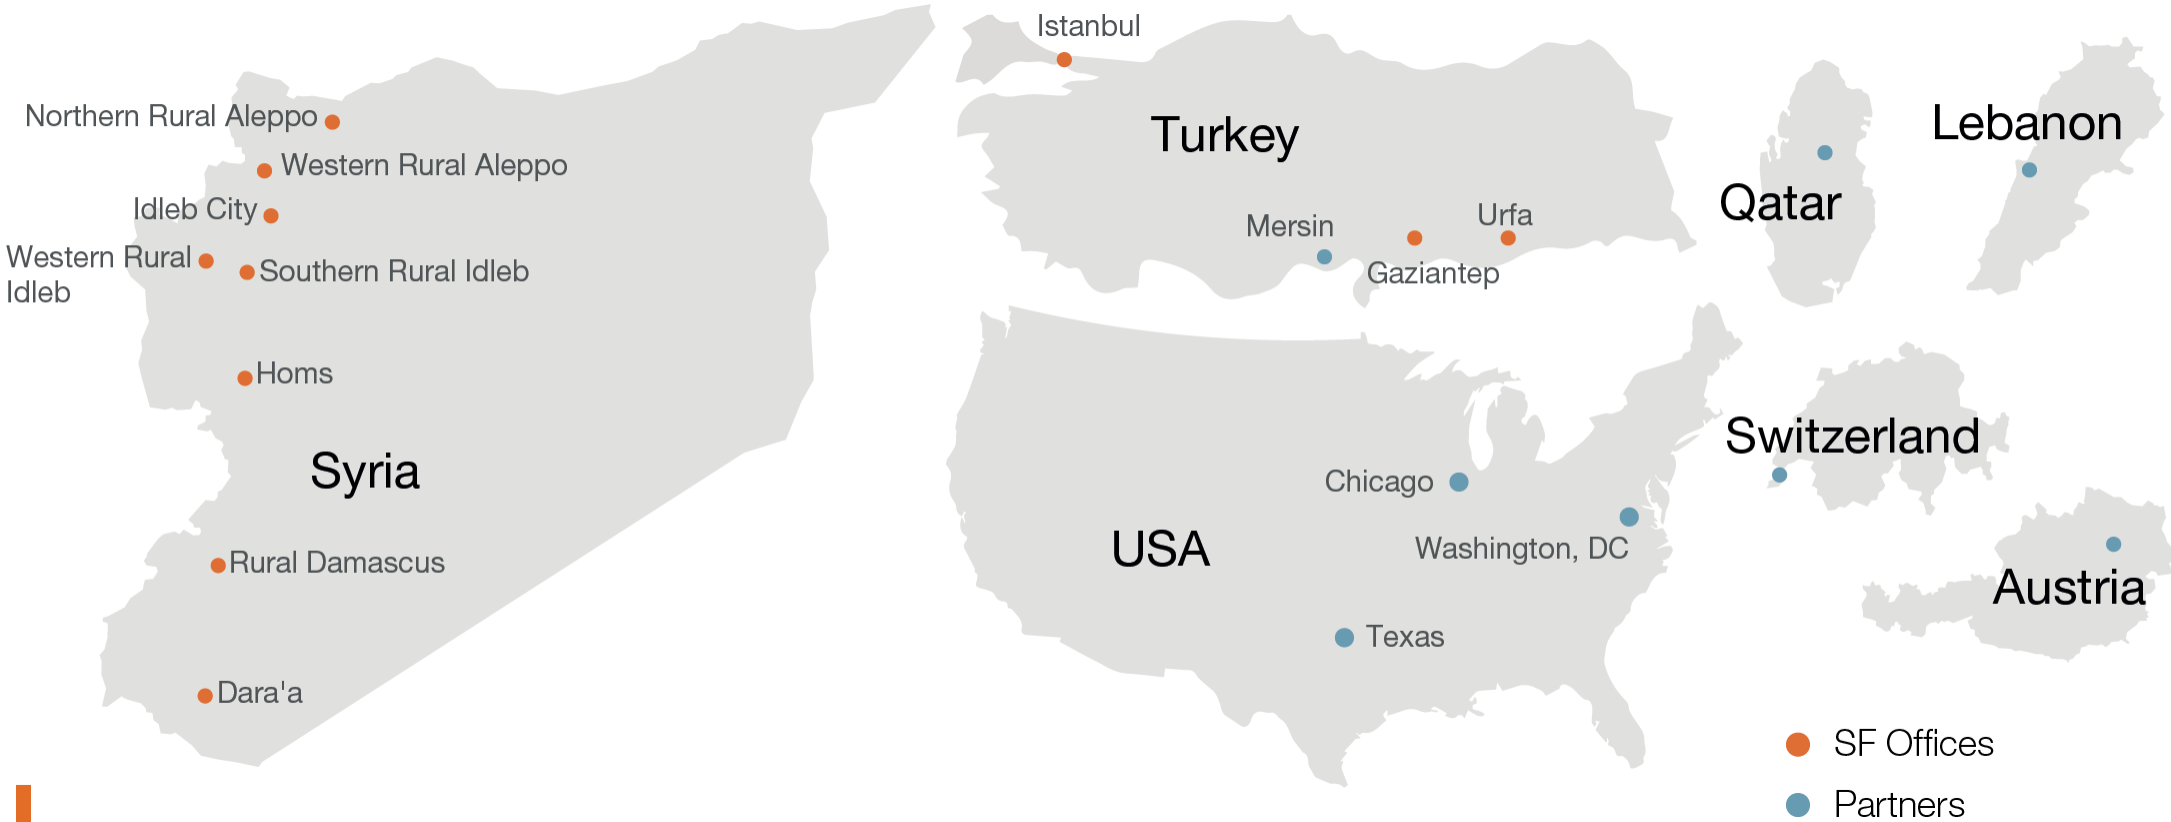 Northern Rural Aleppo
Western Rural Aleppo
Idleb City
Western Rural
Idleb
Southern Rural Idleb
Homs
Syria
Rural Damascus
Dara'a
Istanbul
Turkey
Mersin
Urfa
Gaziantep
Qatar
Lebanon
Chicago
Washington, DC
USA
Texas
Switzerland
Austria
SF Offices
Partners